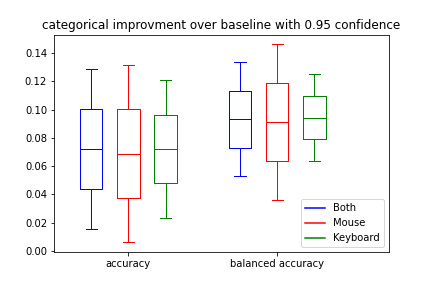 categorical improvment over baseline with 0.95 confidence
0.14
0.12
0.10
0.08
0.06
0.04
0.02
0.00
accuracy
balanced accuracy
Both
Mouse
Keyboard